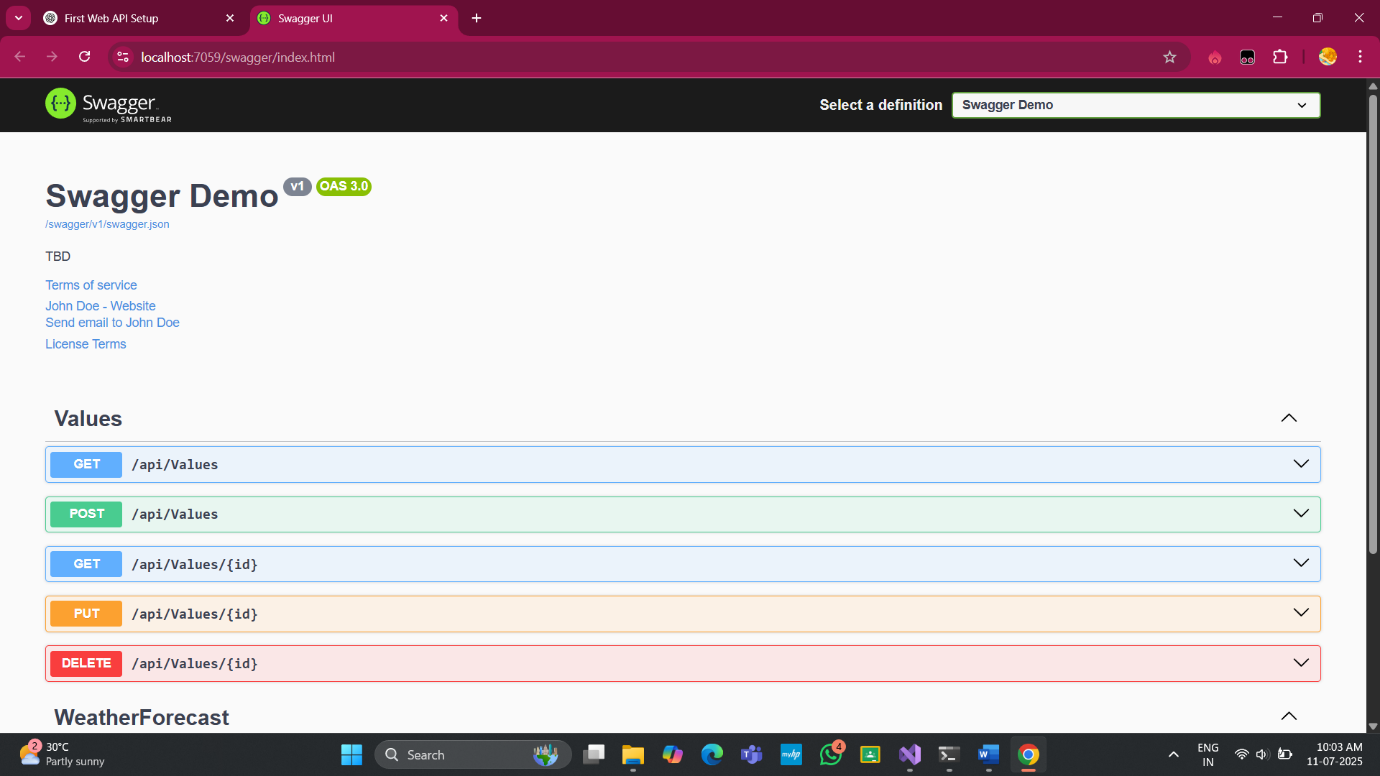 First Web API Setup
Swagger UI
localhost:7059/swagger/index.html
Swagger
Supported by SMARTBEAR
Select a definition
Swagger Demo
Swagger Demo v1 OAS 3.0
/swagger/v1/swagger.json
TBD
Terms of service
John Doe - Website
Send email to John Doe
License Terms
Values
GET /api/Values
POST /api/Values
GET /api/Values/{id}
PUT /api/Values/{id}
DELETE /api/Values/{id}
WeatherForecast
2
30°C
Partly sunny
Search
myhp
4
ENG
IN
10:03 AM
11-07-2025